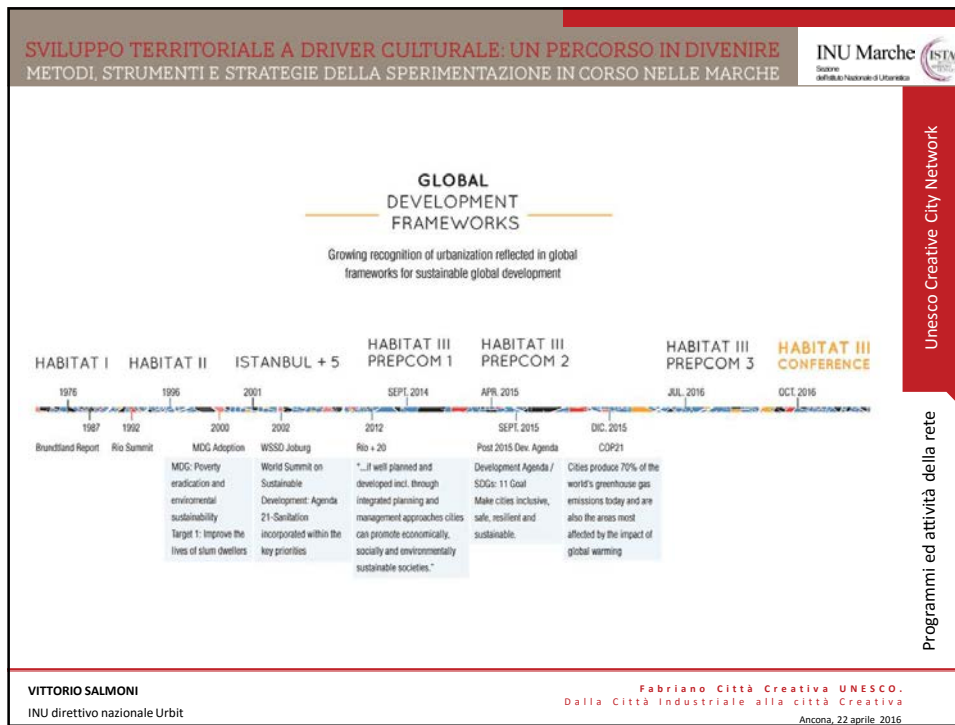 SVILUPPO TERRITORIALE A DRIVER CULTURALE: UN PERCORSO IN DIVENIRE
METODI, STRUMENTI E STRATEGIE DELLA SPERIMENTAZIONE IN CORSO NELLE MARCHE
INU Marche
Sezione
dell'Istituto Nazionale di Urbanistica
ISTA
Unesco Creative City Network
Programmi ed attività della rete
GLOBAL
DEVELOPMENT
FRAMEWORKS
Growing recognition of urbanization reflected in global
frameworks for sustainable global development
HABITAT I
HABITAT II
ISTANBUL + 5
HABITAT III
PREPCOM 1
HABITAT III
PREPCOM 2
HABITAT III
PREPCOM 3
HABITAT III
CONFERENCE
1976
1996
2001
SEPT. 2014
APR. 2015
JUL. 2016
OCT. 2016
1987
1992
2000
2002
2012
SEPT. 2015
DIC. 2015
Brundtland Report
Rio Summit
MDG Adoption
WSSD Joburg
Rio + 20
Post 2015 Dev. Agenda
COP21
MDG: Poverty
eradication and
enviromental
sustainability
Target 1: Improve the
lives of slum dwellers
World Summit on
Sustainable
Development: Agenda
21-Sanitation
incorporated within the
key priorities
"...if well planned and
developed incl. through
integrated planning and
management approaches cities
can promote economically,
socially and environmentally
sustainable societies."
Development Agenda /
SDGs: 11 Goal
Make cities inclusive,
safe, resilient and
sustainable.
Cities produce 70% of the
world's greenhouse gas
emissions today and are
also the areas most
affected by the impact of
global warming
VITTORIO SALMONI
INU direttivo nazionale Urbit
Fabriano Città Creativa UNESCO.
Dalla Città Industriale alla città Creativa
Ancona, 22 aprile 2016